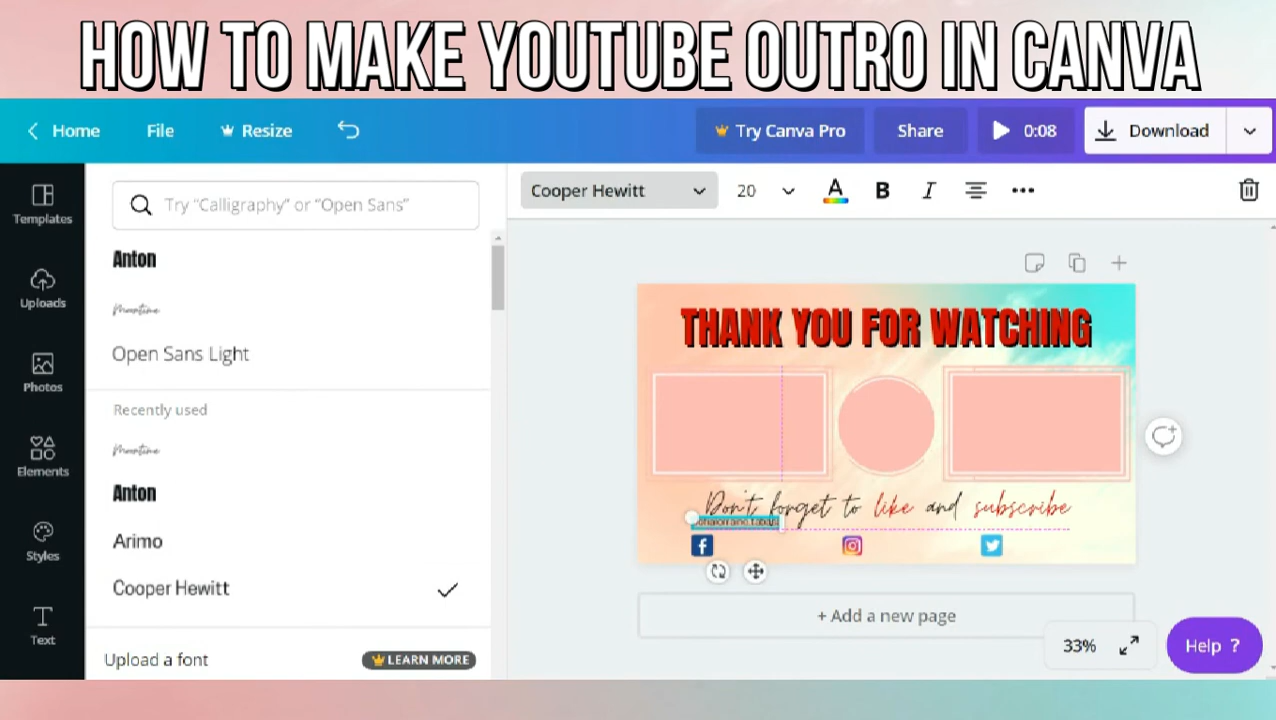 HOW TO MAKE YOUTUBE OUTRO IN CANVA
Home File Resize Try Canva Pro Share 0:08 Download
Templates
Uploads
Photos
Elements
Styles
Text
Try “Calligraphy” or “Open Sans”
Anton
Montine
Open Sans Light
Recently used
Montine
Anton
Arimo
Cooper Hewitt
Upload a font LEARN MORE
Cooper Hewitt 20 A B I
THANK YOU FOR WATCHING
Don't forget to like and subscribe
+ Add a new page
33% Help ?